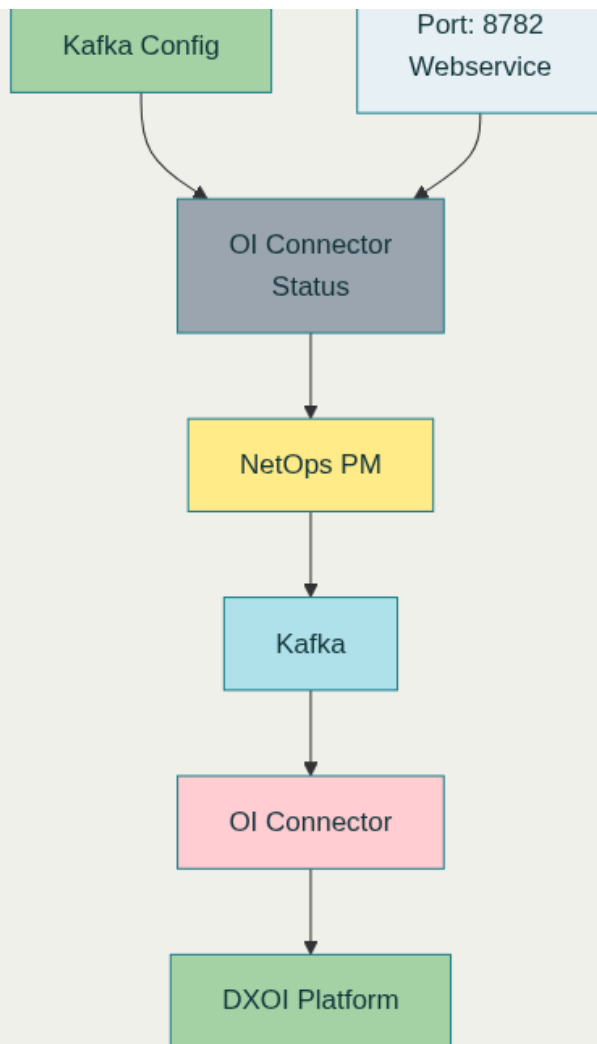 Kafka Config
Port: 8782
Webservice
OI Connector
Status
NetOps PM
Kafka
OI Connector
DXOI Platform